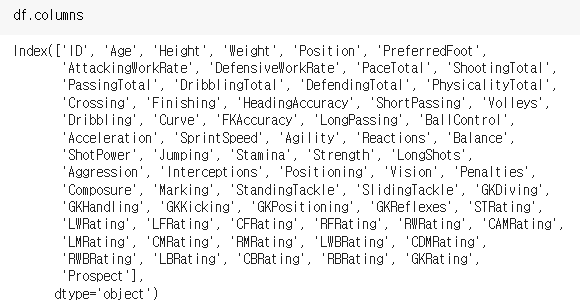 df.columns
Index(['ID', 'Age', 'Height', 'Weight', 'Position', 'PreferredFoot',
'AttackingWorkRate', 'DefensiveWorkRate', 'PaceTotal', 'ShootingTotal',
'PassingTotal', 'DribblingTotal', 'DefendingTotal', 'PhysicalityTotal',
'Crossing', 'Finishing', 'HeadingAccuracy', 'ShortPassing', 'Volleys',
'Dribbling', 'Curve', 'FKAccuracy', 'LongPassing', 'BallControl',
'Acceleration', 'SprintSpeed', 'Agility', 'Reactions', 'Balance',
'ShotPower', 'Jumping', 'Stamina', 'Strength', 'LongShots',
'Aggression', 'Interceptions', 'Positioning', 'Vision', 'Penalties',
'Composure', 'Marking', 'StandingTackle', 'SlidingTackle', 'GKDiving',
'GKHandling', 'GKKicking', 'GKPositioning', 'GKReflexes', 'STRating',
'LWRating', 'LFRating', 'CFRating', 'RFRating', 'RWRating', 'CAMRating',
'LMRating', 'CMRating', 'RMRating', 'LWBRating', 'CDMRating',
'RWBRating', 'LBRating', 'CBRating', 'RBRating', 'GKRating',
'Prospect'],
dtype='object')